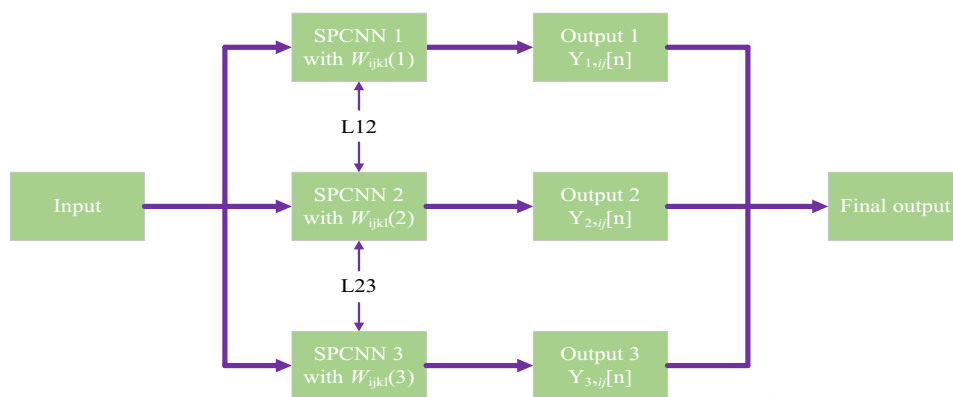 SPCNN 1
with Wijkl(1)
Output 1
Y1,ij[n]
L12
Input
SPCNN 2
with Wijkl(2)
Output 2
Y2,ij[n]
Final output
L23
SPCNN 3
with Wijkl(3)
Output 3
Y3,ij[n]